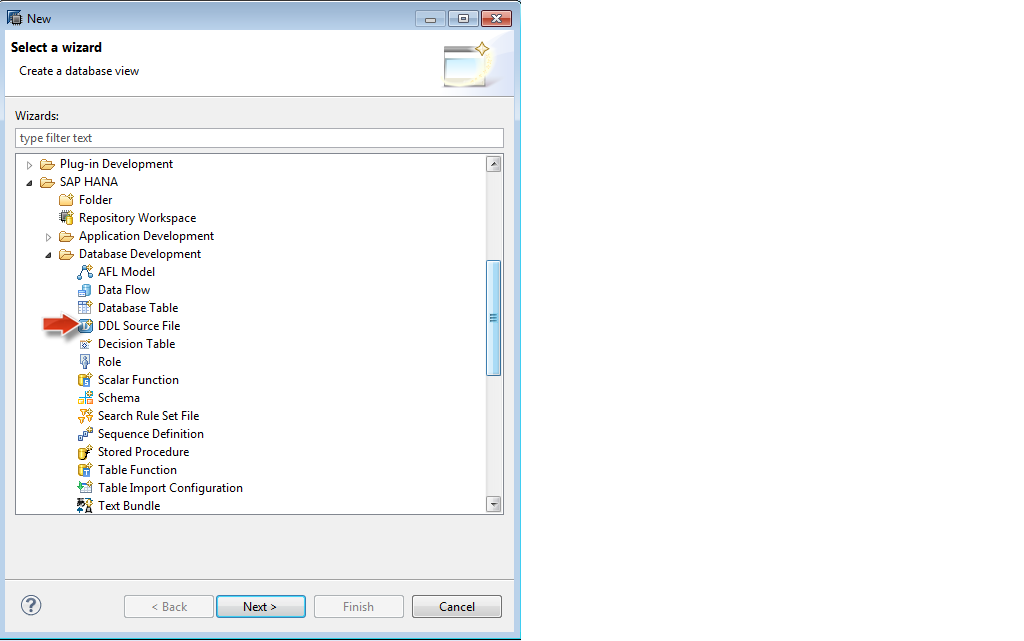 New
Select a wizard
Create a database view
Wizards:
type filter text
Plug-in Development
SAP HANA
Folder
Repository Workspace
Application Development
Database Development
AFL Model
Data Flow
Database Table
DDL Source File
Decision Table
Role
Scalar Function
Schema
Search Rule Set File
Sequence Definition
Stored Procedure
Table Function
Table Import Configuration
Text Bundle
? < Back Next > Finish Cancel